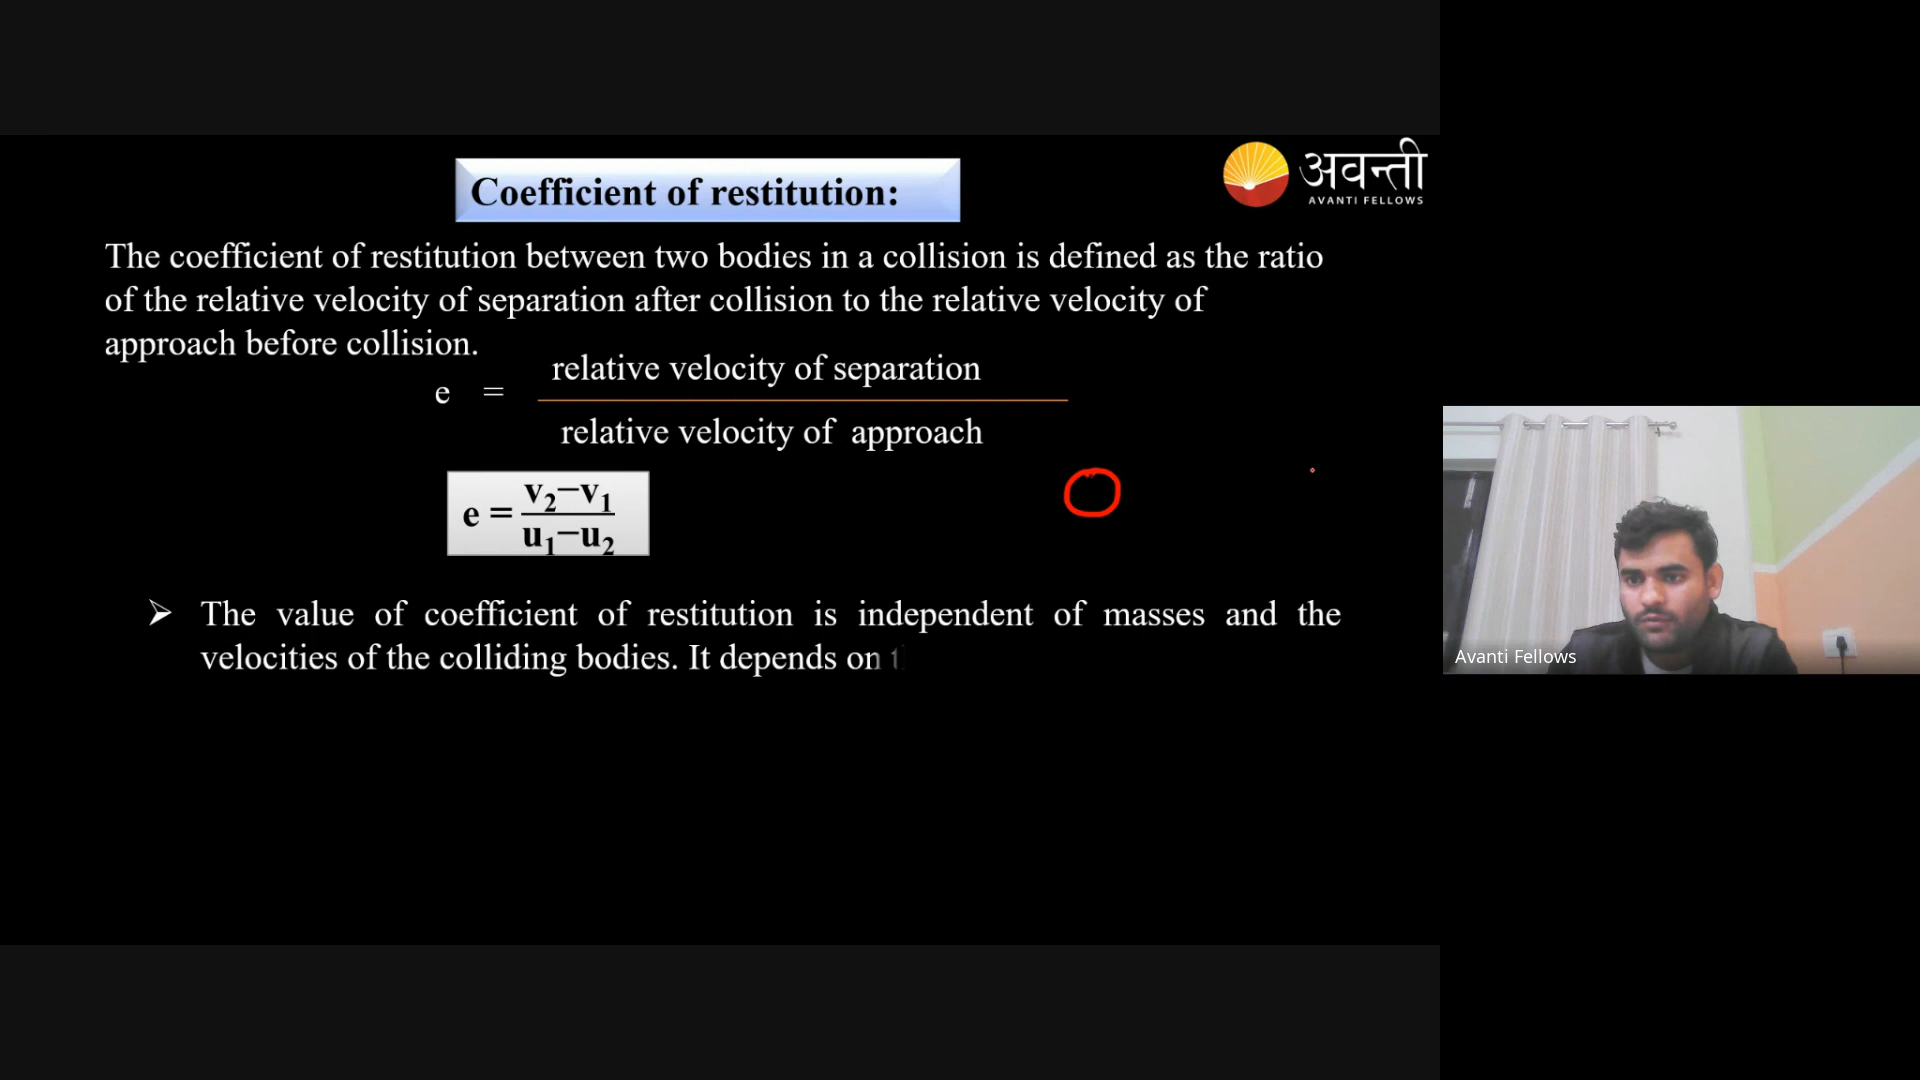 Coefficient of restitution:
अवन्ती
AVANTI FELLOWS
The coefficient of restitution between two bodies in a collision is defined as the ratio
of the relative velocity of separation after collision to the relative velocity of
approach before collision.
relative velocity of separation
e =
relative velocity of approach
e = v₂−v₁ / u₁−u₂
➢ The value of coefficient of restitution is independent of masses and the
velocities of the colliding bodies. It depends on
Avanti Fellows